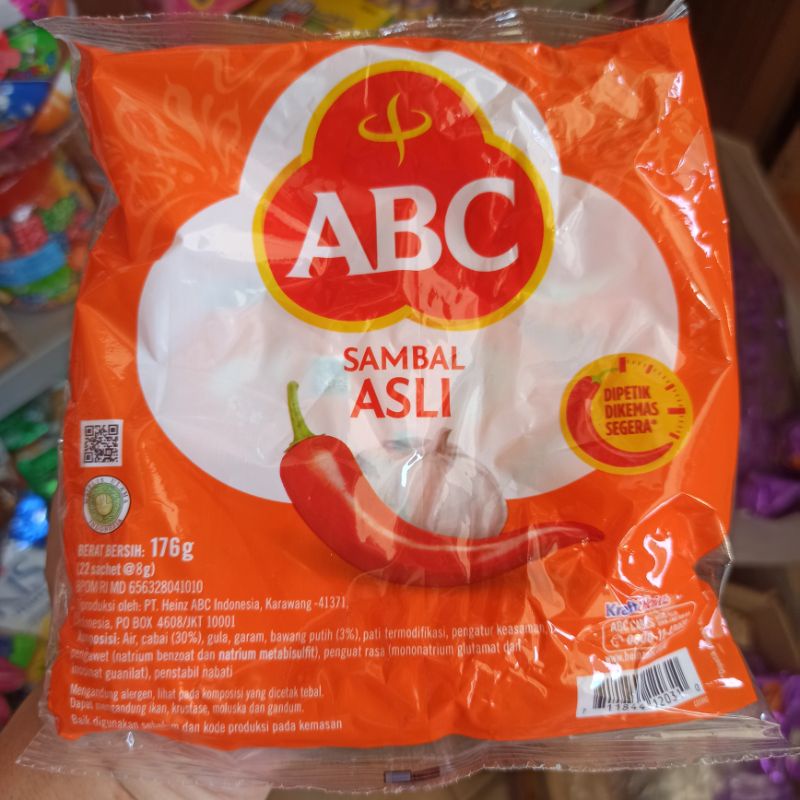 ABC
SAMBAL
ASLI
DIPETIK
DIKEMAS
SEGERA*
BERAT BERSIH: 176g
(22 sachet @8g)
BPOM RI MD 656328041010
Diproduksi oleh: PT. Heinz ABC Indonesia, Karawang -41371,
Indonesia, PO BOX 4608/JKT 10001
Komposisi: Air, cabai (30%), gula, garam, bawang putih (3%), pati termodifikasi, pengatur keasaman,
pengawet (natrium benzoat dan natrium metabisulfit), penguat rasa (mononatrium glutamat dan
guanilat), penstabil nabati
Mengandung alergen, lihat pada komposisi yang dicetak tebal.
Dapat mengandung ikan, krustase, moluska dan gandum.
Baik digunakan sebelum dan kode produksi pada kemasan